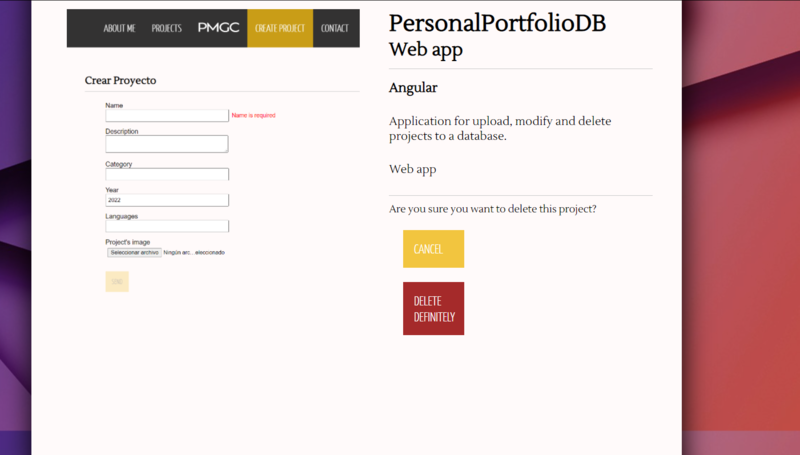 ABOUT ME PROJECTS PMGC CREATE PROJECT CONTACT
Crear Proyecto
Name
Name is required
Description
Category
Year
2022
Languages
Project's image
Seleccionar archivo Ningún arc... eleccionado
PersonalPortfolioDB
Web app
Angular
Application for upload, modify and delete
projects to a database.
Web app
Are you sure you want to delete this project?
CANCEL
DELETE
DEFINITELY